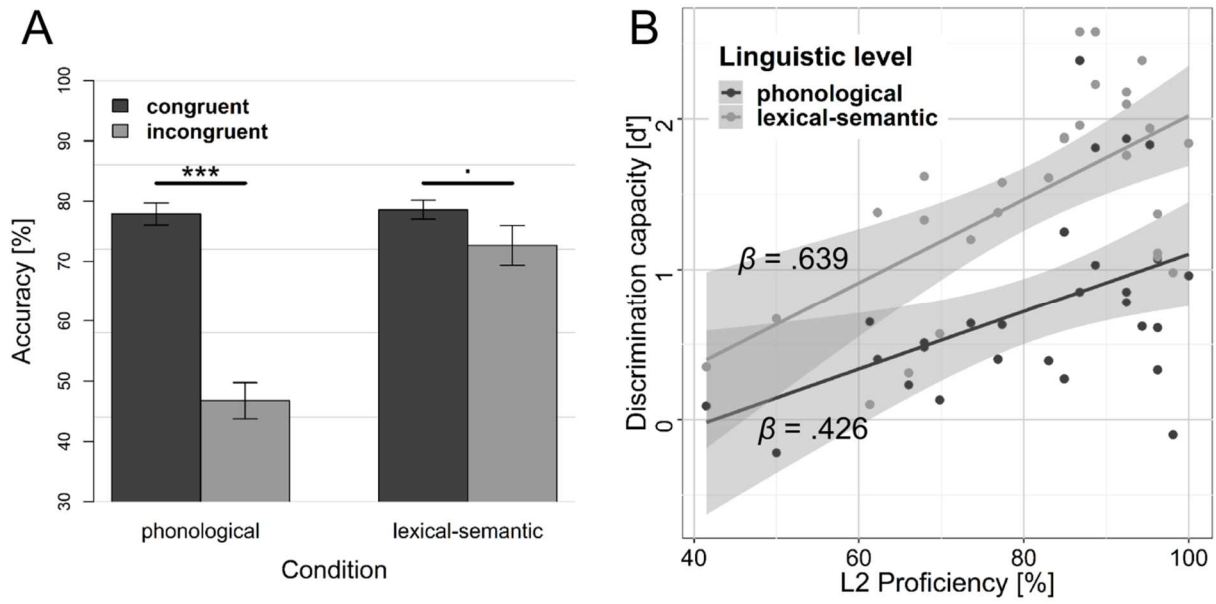 A
Accuracy [%]
100
90
80
70
60
50
40
30
congruent
incongruent
***
.
phonological
lexical-semantic
Condition
B
Discrimination capacity [d']
2
1
0
Linguistic level
phonological
lexical-semantic
β = .639
β = .426
40
60
80
100
L2 Proficiency [%]